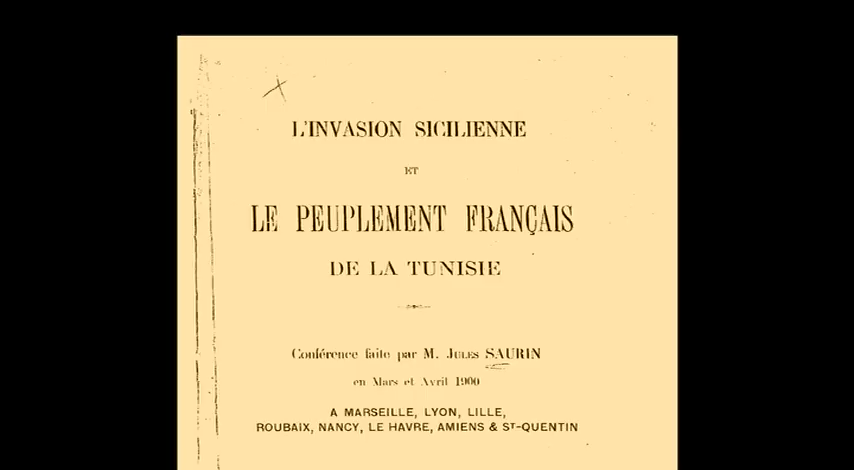 L'INVASION SICILIENNE
ET
LE PEUPLEMENT FRANÇAIS
DE LA TUNISIE
Conférence faite par M. JULES SAURIN
en Mars et Avril 1900
A MARSEILLE, LYON, LILLE,
ROUBAIX, NANCY, LE HAVRE, AMIENS & ST-QUENTIN